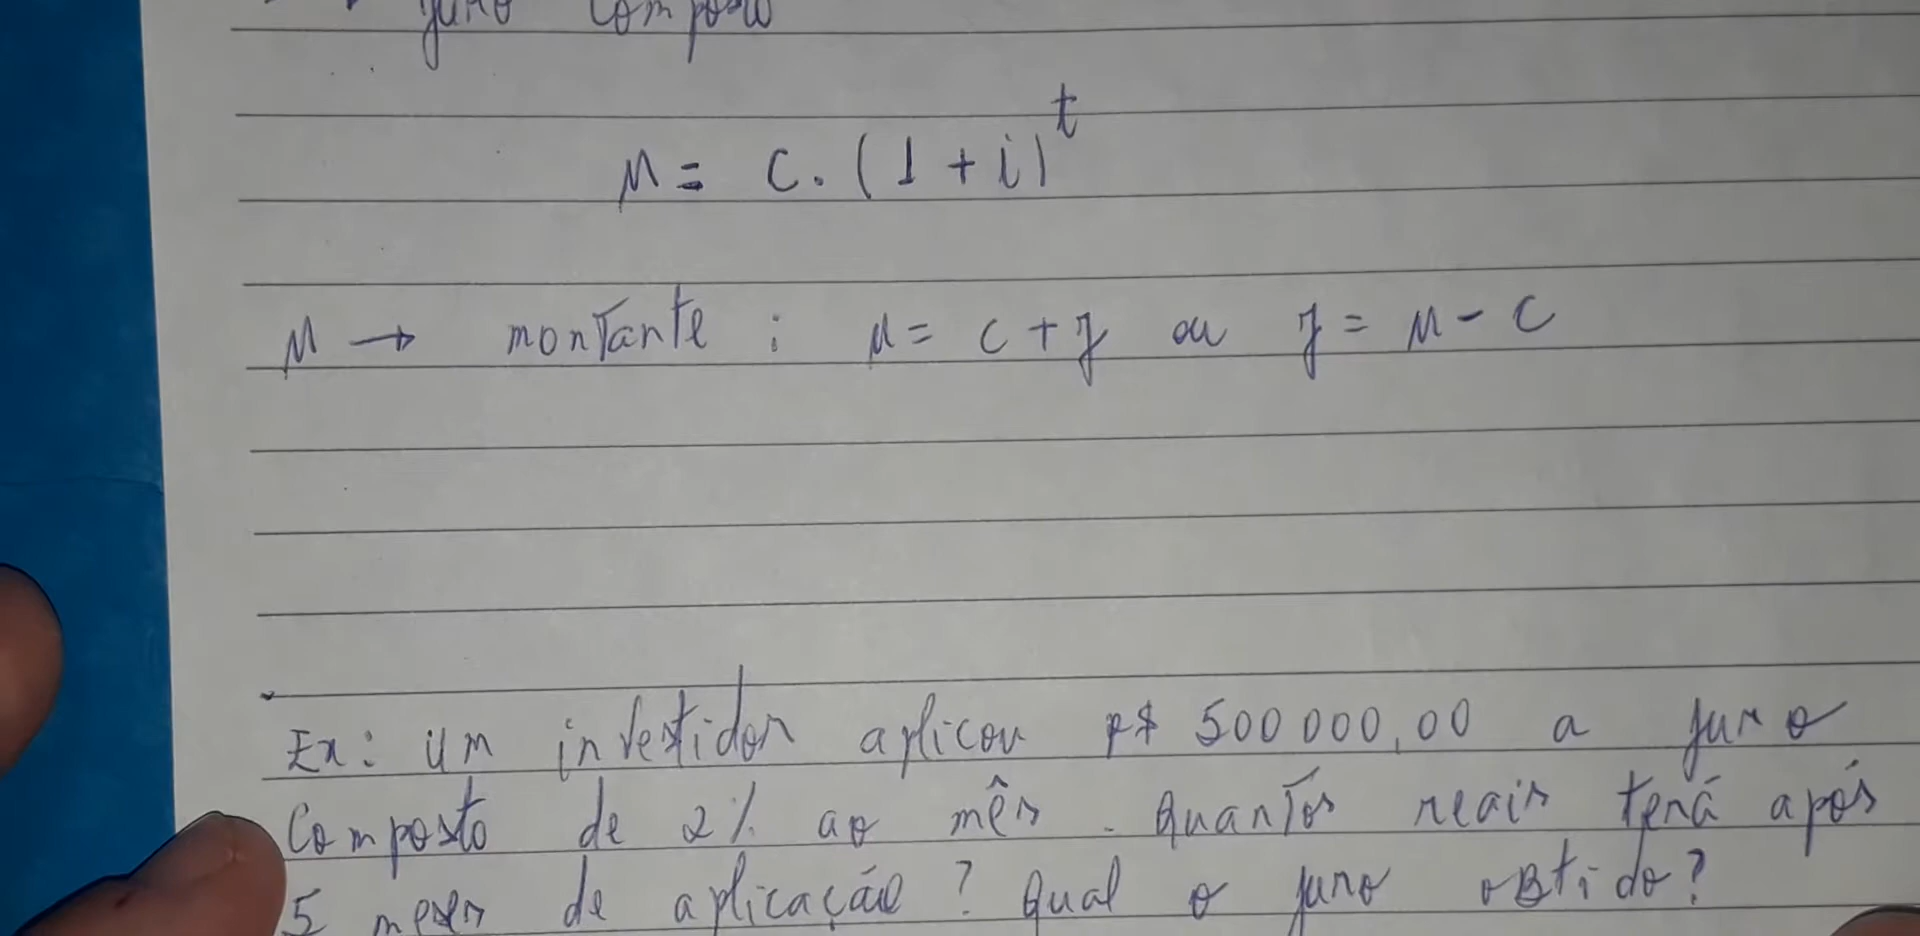 juro composto
M = C. (1 + i)^t
M → montante : M = C + J ou J = M - C
Ex: um investidor aplicou R$ 500 000,00 a juro
composto de 2% ao mês. Quantos reais terá após
5 meses de aplicação? Qual o juro obtido?